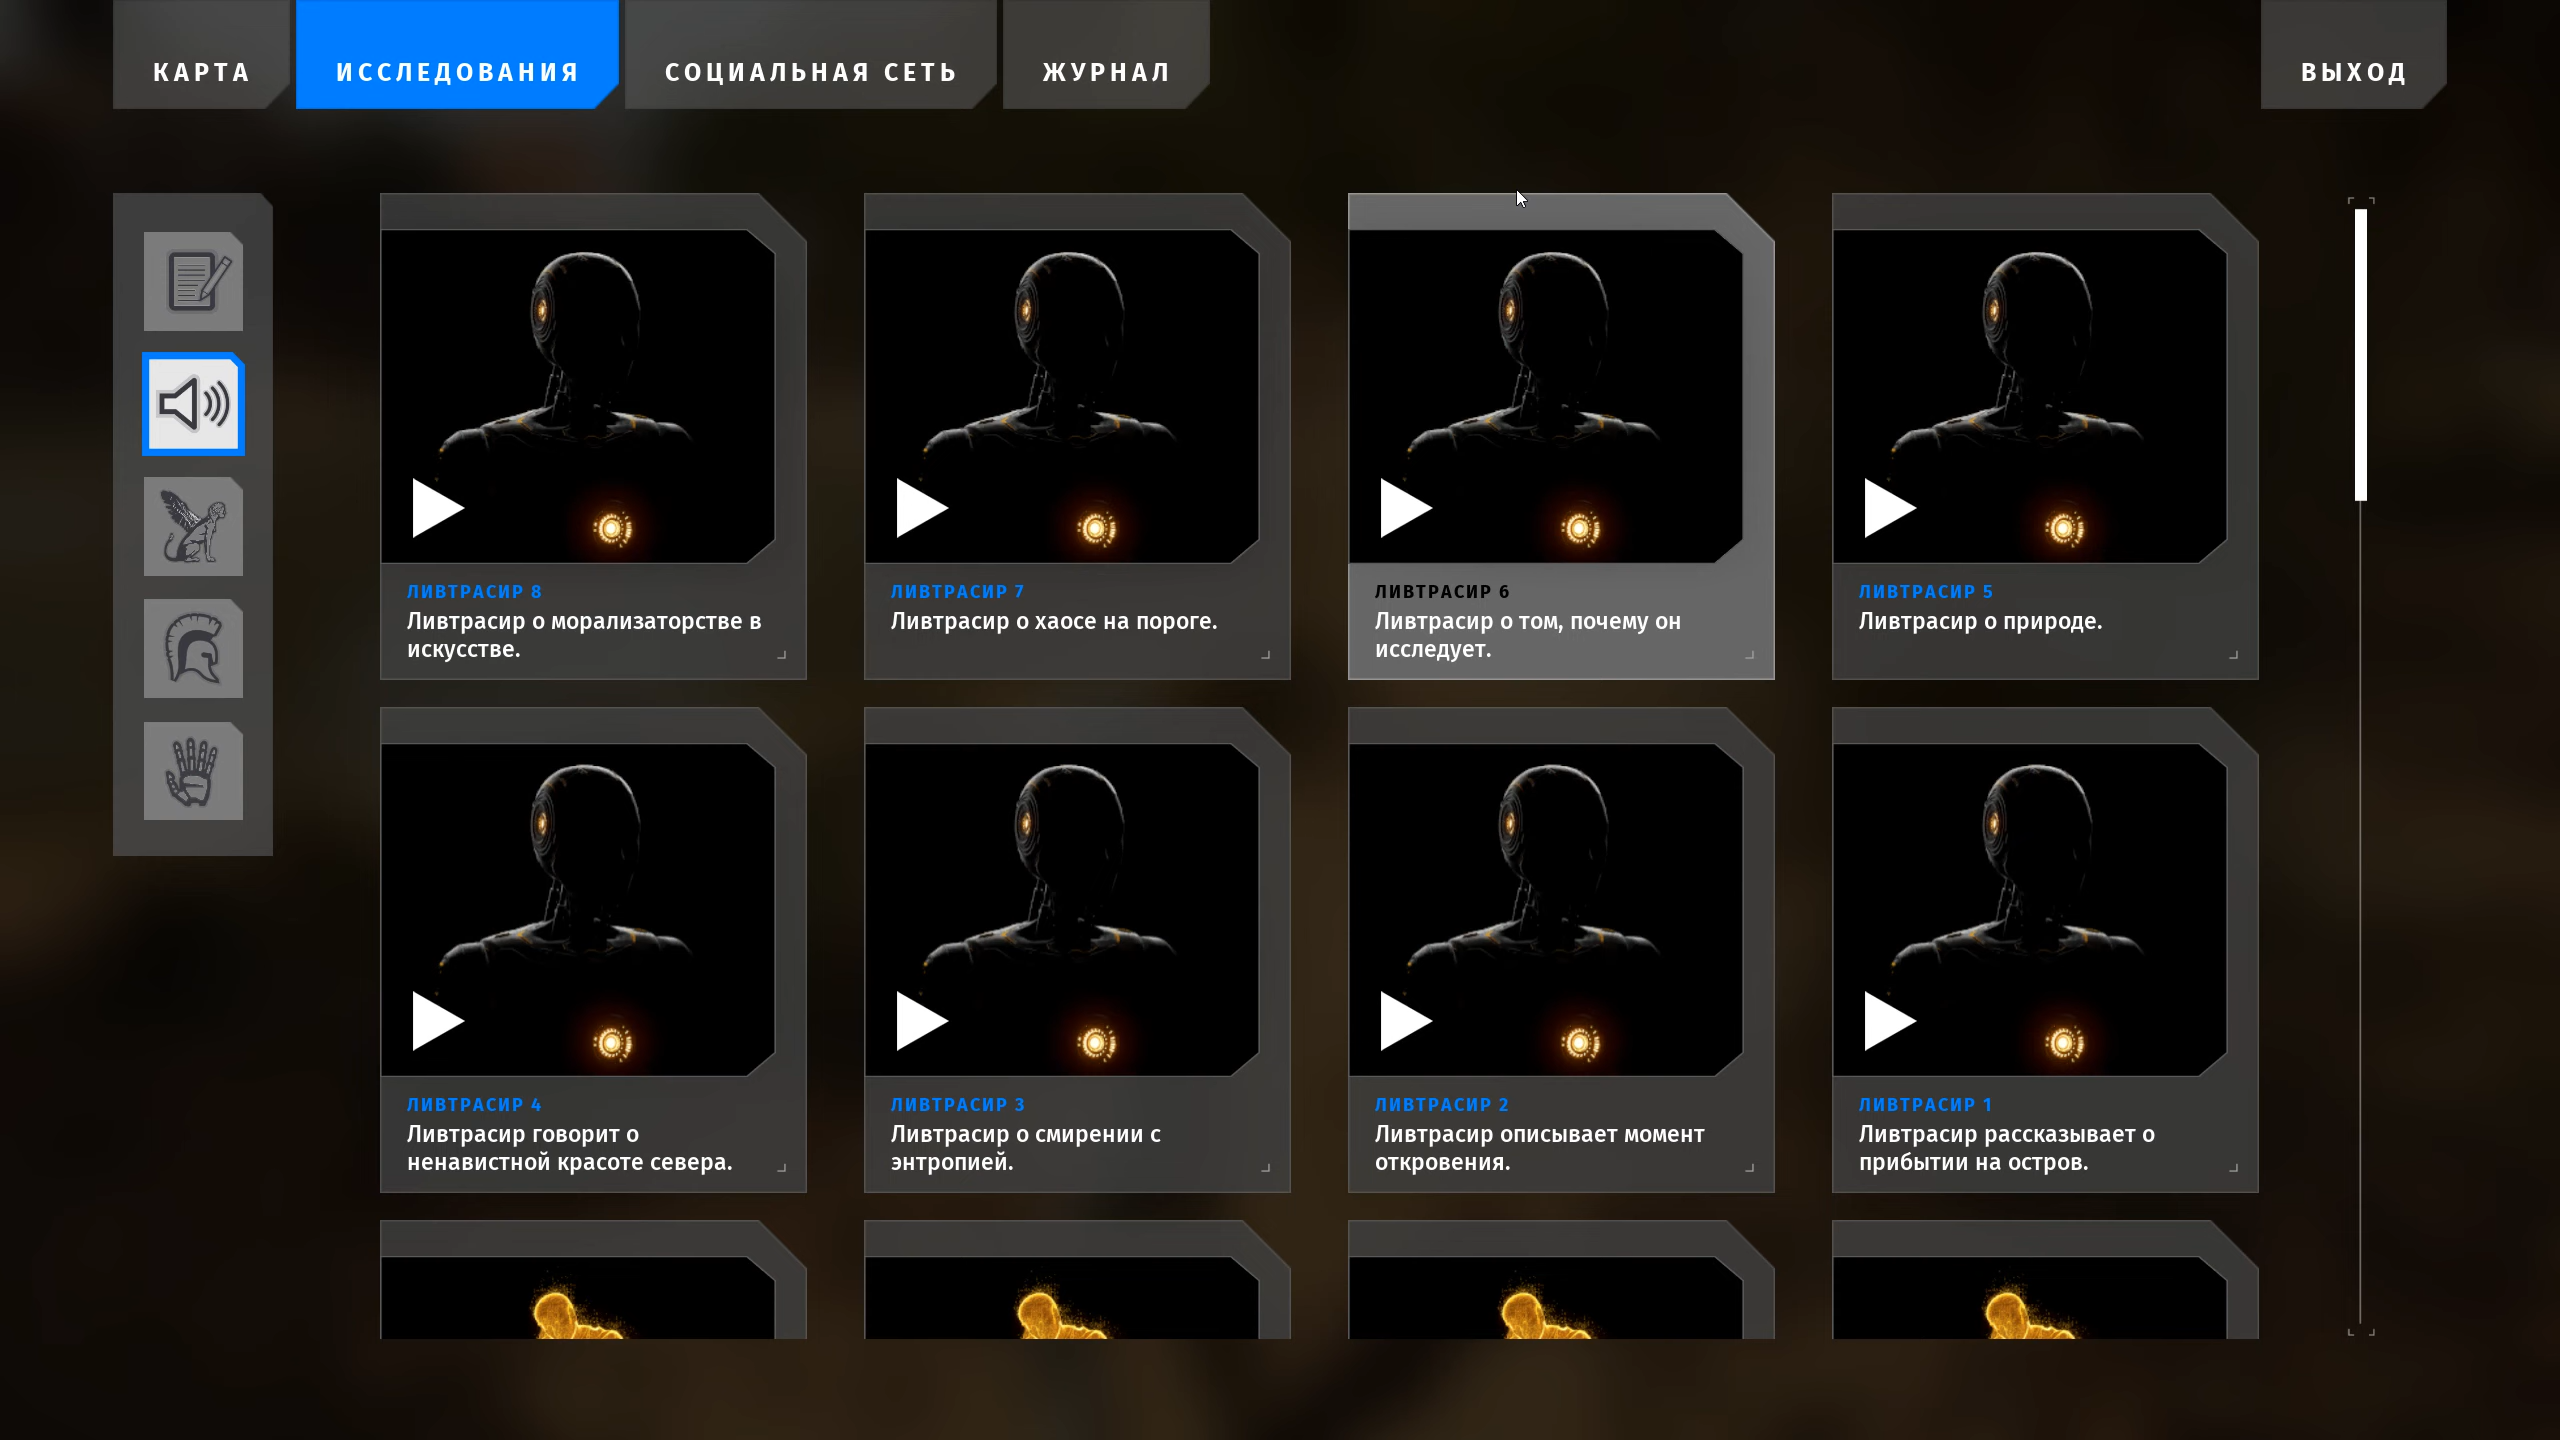 КАРТА
ИССЛЕДОВАНИЯ
СОЦИАЛЬНАЯ СЕТЬ
ЖУРНАЛ
ВЫХОД
ЛИВТРАСИР 8
Ливтрасир о морализаторстве в
искусстве.
ЛИВТРАСИР 7
Ливтрасир о хаосе на пороге.
ЛИВТРАСИР 6
Ливтрасир о том, почему он
исследует.
ЛИВТРАСИР 5
Ливтрасир о природе.
ЛИВТРАСИР 4
Ливтрасир говорит о
ненавистной красоте севера.
ЛИВТРАСИР 3
Ливтрасир о смирении с
энтропией.
ЛИВТРАСИР 2
Ливтрасир описывает момент
откровения.
ЛИВТРАСИР 1
Ливтрасир рассказывает о
прибытии на остров.